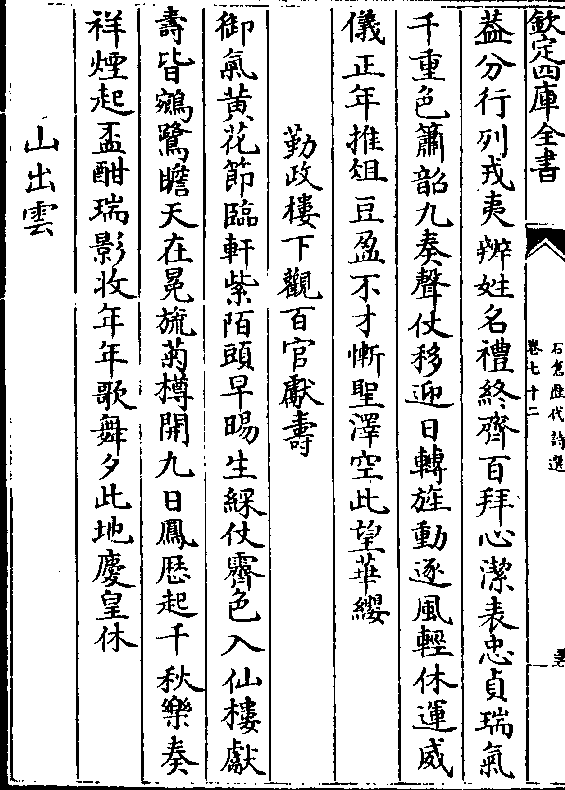 欽定四庫全書
石倉歷代詩選
卷七十二
葢分行列戎夷辨姓名禮終齊百拜心潔表忠貞瑞氣
千重色簫韶九奏聲仗移迎日轉旌動逐風輕休運威
儀正年推俎豆盈不才慚聖澤空此望華纓
勤政樓下觀百官獻壽
御氣黃花節臨軒紫陌頭早暘生綵仗霽色入仙樓獻
壽皆鵷鷺瞻天在冕旒菊樽開九日鳳厯起千秋樂奏
祥煙起盃酣瑞影收年年歌舞夕此地慶皇休
山出雲